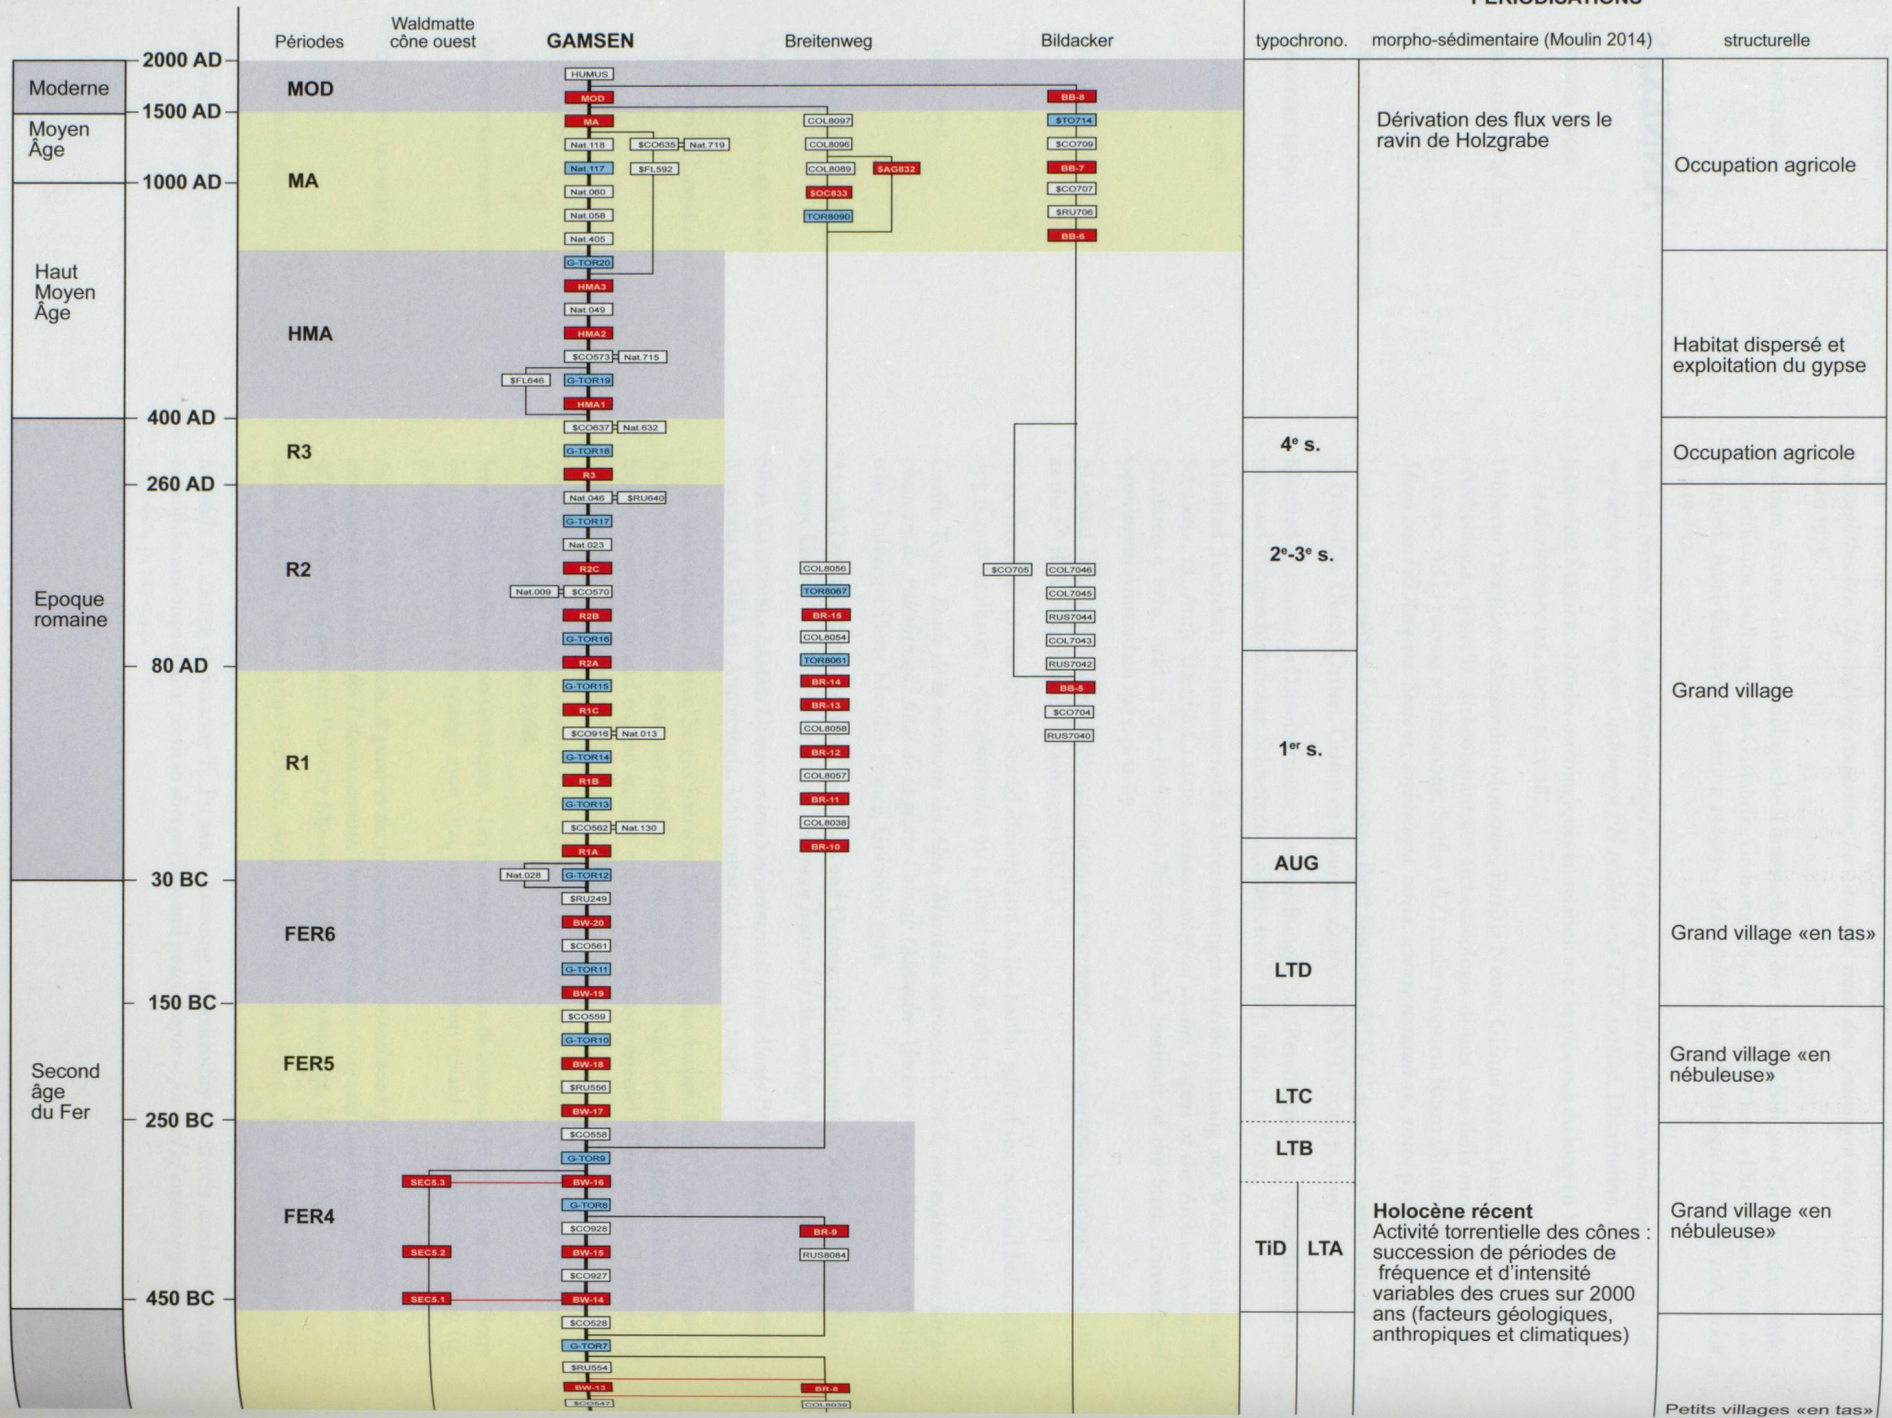 PÉRIODISATIONS
Périodes
Waldmatte
cône ouest
GAMSEN
Breitenweg
Bildacker
typochrono.
morpho-sédimentaire (Moulin 2014)
structurelle
Moderne
Moyen
Âge
Haut
Moyen
Âge
Epoque
romaine
Second
âge
du Fer
2000 AD
1500 AD
1000 AD
400 AD
260 AD
80 AD
30 BC
150 BC
250 BC
450 BC
MOD
MA
HMA
R3
R2
R1
FER6
FER5
FER4
SEC5.3
SEC5.2
SEC5.1
HUMUS
MOD
MA
Nat.118 $CO635 Nat.719
Nat.117 $FL592
Nat.060
Nat.058
Nat.405
G-TOR20
HMA3
Nat.049
HMA2
$CO573 Nat.715
$FL646 G-TOR19
HMA1
$CO637 Nat.632
G-TOR18
R3
Nat.046 $RU640
G-TOR17
Nat.023
R2C
Nat.009 $CO570
R2B
G-TOR16
R2A
G-TOR15
R1C
$CO916 Nat.013
G-TOR14
R1B
G-TOR13
$CO562 Nat.130
R1A
Nat.028 G-TOR12
$RU249
BW-20
$CO561
G-TOR11
BW-19
$CO559
G-TOR10
BW-18
$RU556
BW-17
$CO558
G-TOR9
BW-16
G-TOR8
$CO928
BW-15
$CO927
BW-14
$CO528
G-TOR7
$RU554
BW-13
$CO547
COL8097
COL8096
COL8089 $AG832
$OC833
TOR8090
COL8056
TOR8067
BR-15
COL8054
TOR8061
BR-14
BR-13
COL8058
BR-12
COL8057
BR-11
COL8038
BR-10
BR-9
RUS8084
BR-8
COL8039
BB-8
$TO714
$CO709
BB-7
$CO707
$RU706
BB-6
$CO705 COL7046
COL7045
RUS7044
COL7043
RUS7042
BB-5
$CO704
RUS7040
4e s.
2e-3e s.
1er s.
AUG
LTD
LTC
LTB
TiD LTA
Dérivation des flux vers le
ravin de Holzgrabe
Holocène récent
Activité torrentielle des cônes :
succession de périodes de
fréquence et d'intensité
variables des crues sur 2000
ans (facteurs géologiques,
anthropiques et climatiques)
Occupation agricole
Habitat dispersé et
exploitation du gypse
Occupation agricole
Grand village
Grand village «en tas»
Grand village «en
nébuleuse»
Grand village «en
nébuleuse»
Petits villages «en tas»